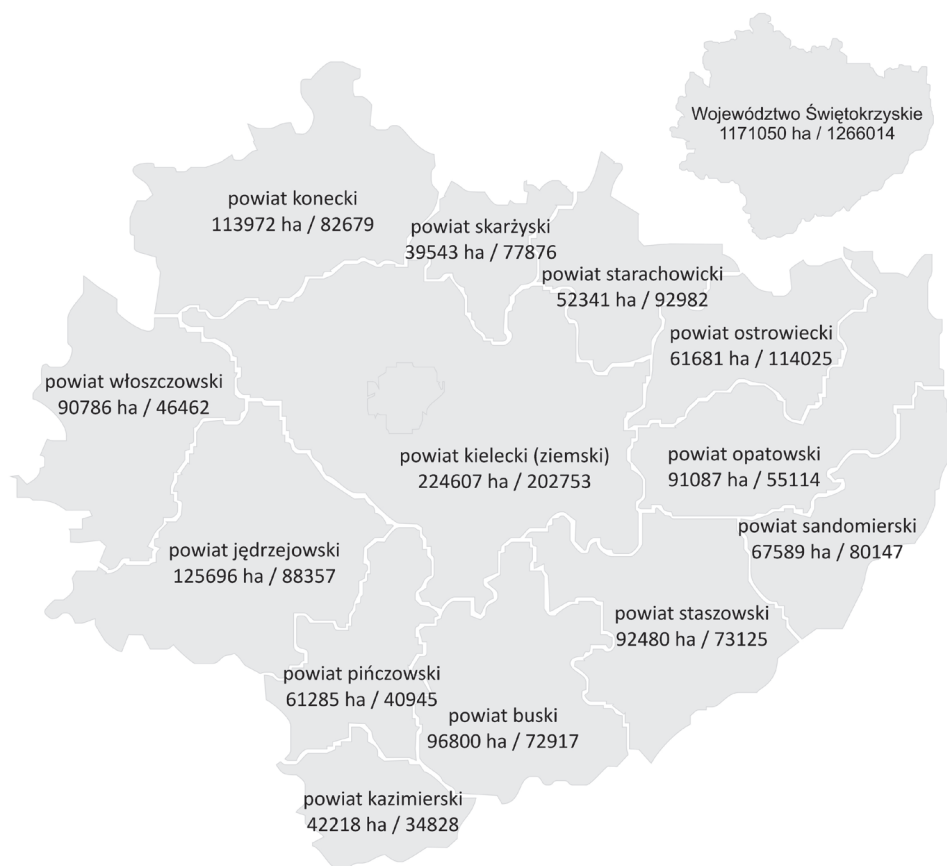 Województwo Świętokrzyskie
1171050 ha / 1266014
powiat konecki
113972 ha / 82679
powiat skarżyski
39543 ha / 77876
powiat starachowicki
52341 ha / 92982
powiat ostrowiecki
61681 ha / 114025
powiat włoszczowski
90786 ha / 46462
powiat kielecki (ziemski)
224607 ha / 202753
powiat opatowski
91087 ha / 55114
powiat sandomierski
67589 ha / 80147
powiat jędrzejowski
125696 ha / 88357
powiat staszowski
92480 ha / 73125
powiat pińczowski
61285 ha / 40945
powiat buski
96800 ha / 72917
powiat kazimierski
42218 ha / 34828